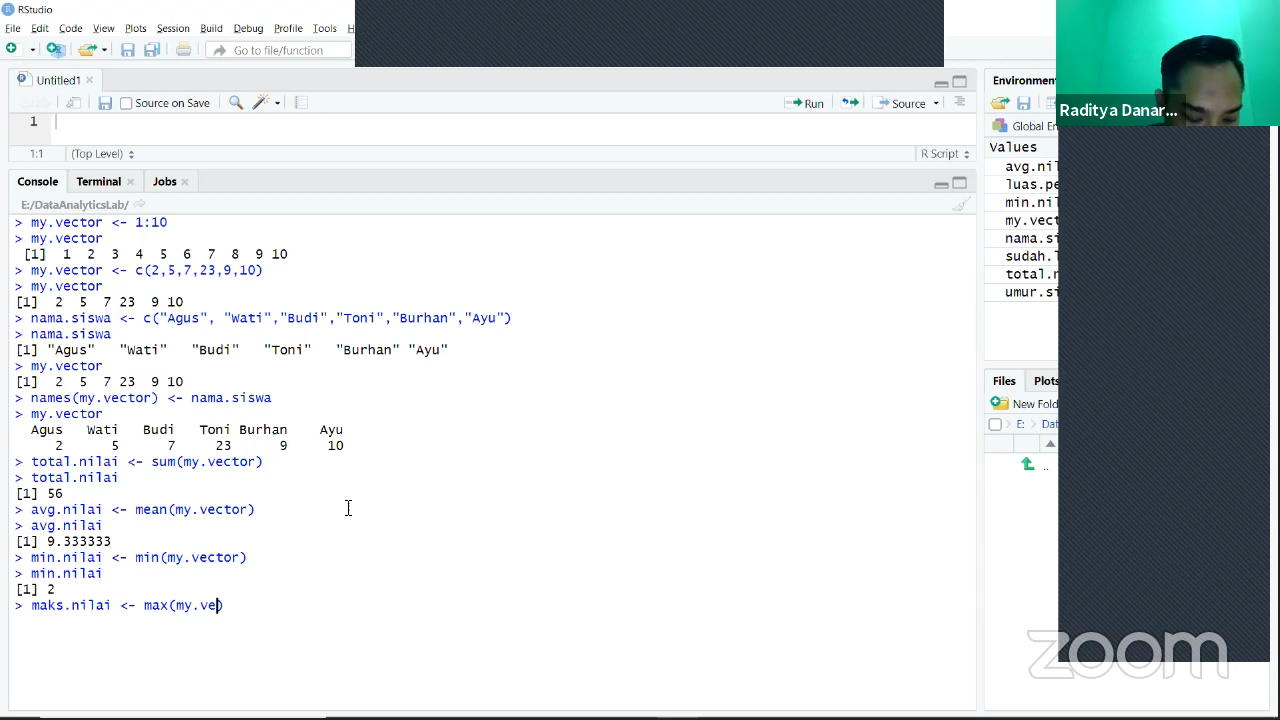 RStudio
File Edit Code View Plots Session Build Debug Profile Tools
Go to file/function
Untitled1
Source on Save
Run
Source
1
1:1 (Top Level)
R Script
Console Terminal Jobs
E:/DataAnalyticsLab/
> my.vector <- 1:10
> my.vector
[1] 1 2 3 4 5 6 7 8 9 10
> my.vector <- c(2,5,7,23,9,10)
> my.vector
[1] 2 5 7 23 9 10
> nama.siswa <- c("Agus", "Wati","Budi","Toni","Burhan","Ayu")
> nama.siswa
[1] "Agus" "Wati" "Budi" "Toni" "Burhan" "Ayu"
> my.vector
[1] 2 5 7 23 9 10
> names(my.vector) <- nama.siswa
> my.vector
Agus Wati Budi Toni Burhan Ayu
2 5 7 23 9 10
> total.nilai <- sum(my.vector)
> total.nilai
[1] 56
> avg.nilai <- mean(my.vector)
> avg.nilai
[1] 9.333333
> min.nilai <- min(my.vector)
> min.nilai
[1] 2
> maks.nilai <- max(my.ve)
Environmen
Global En
Values
avg.nil
luas.pe
min.nil
my.vect
nama.si
sudah.l
total.n
umur.si
Files Plots
New Fold
E: Dat
..
Raditya Danar...
zoom